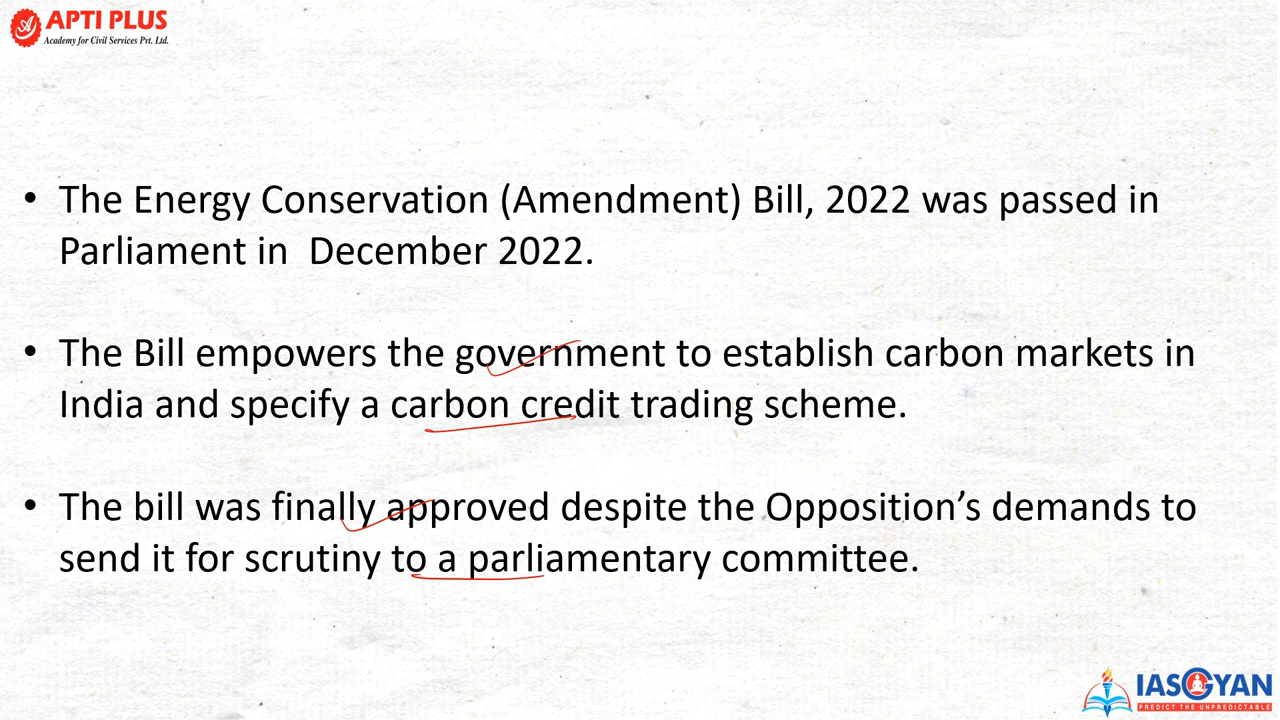 APTI PLUS
Academy for Civil Services Pvt. Ltd.
• The Energy Conservation (Amendment) Bill, 2022 was passed in
Parliament in  December 2022.
• The Bill empowers the government to establish carbon markets in
India and specify a carbon credit trading scheme.
• The bill was finally approved despite the Opposition’s demands to
send it for scrutiny to a parliamentary committee.
IASGYAN
PREDICT THE UNPREDICTABLE